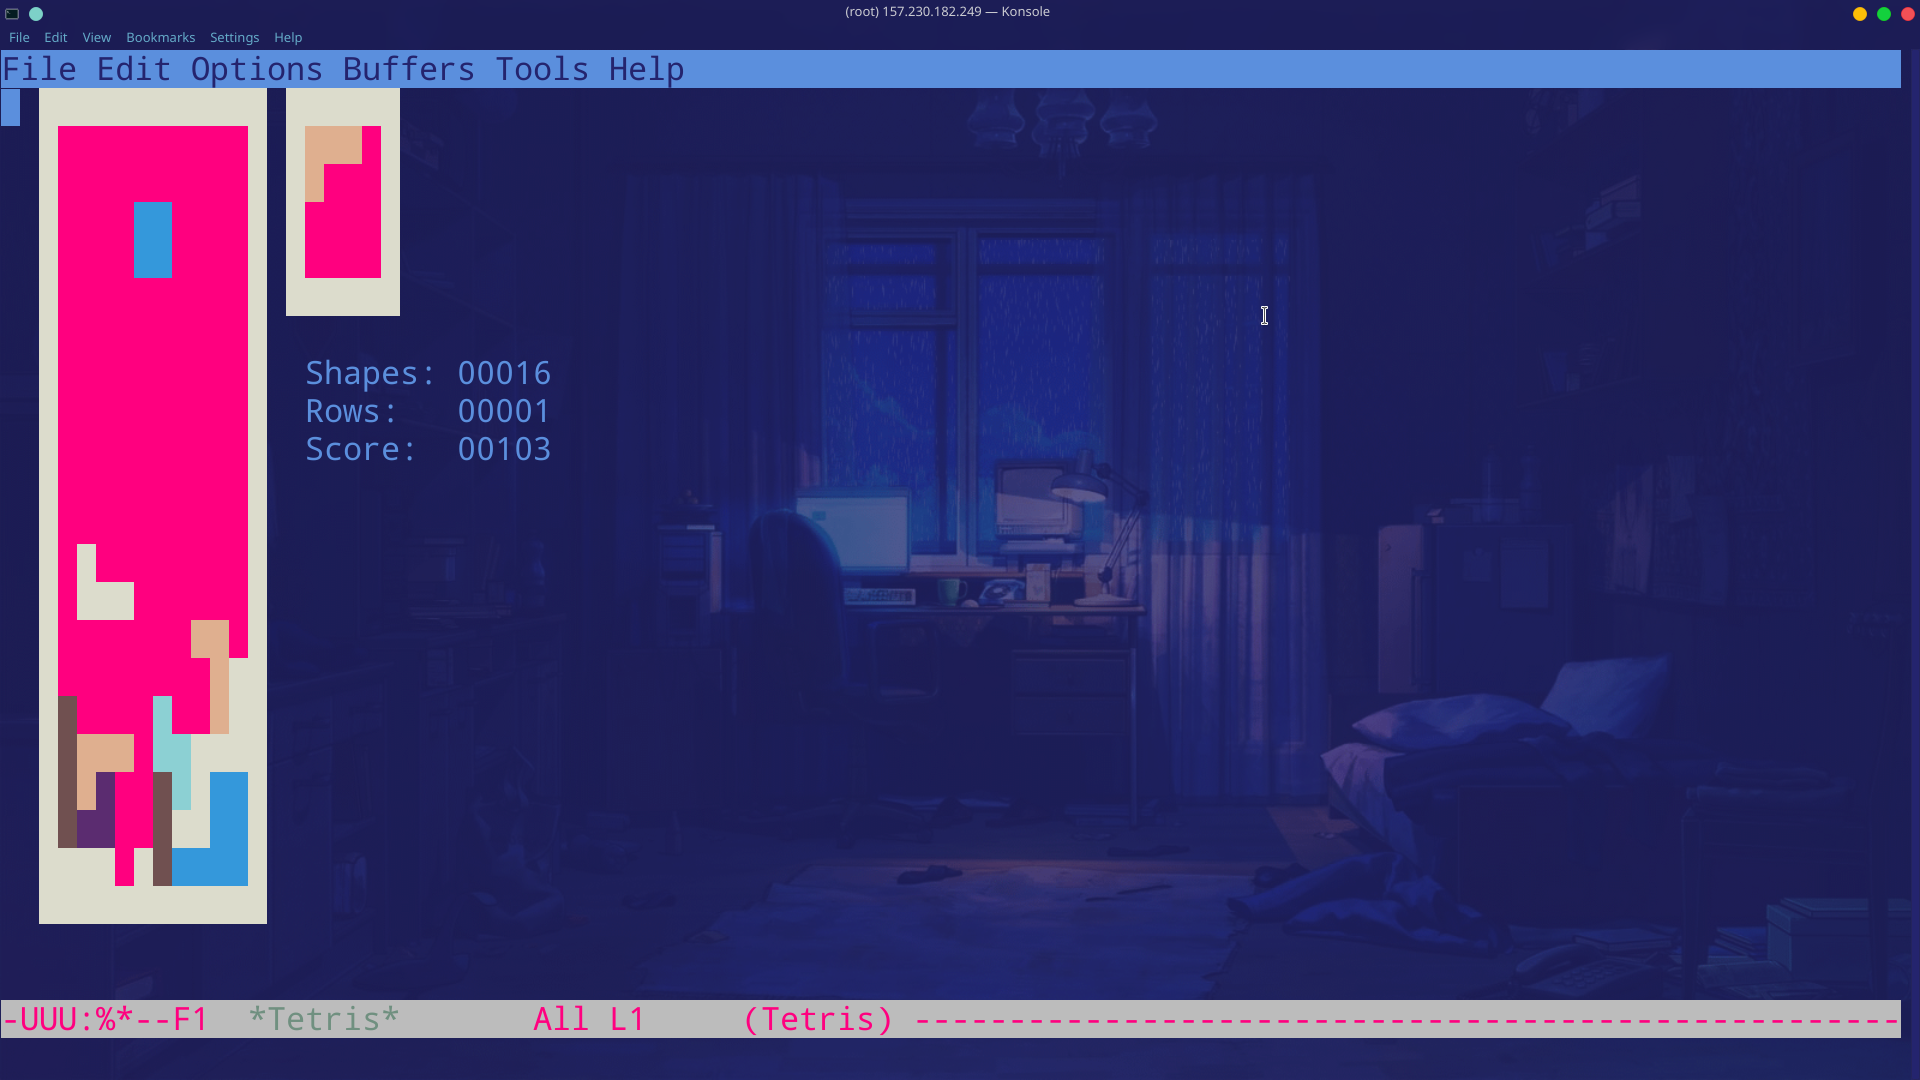 (root) 157.230.182.249 — Konsole
File Edit View Bookmarks Settings Help
File Edit Options Buffers Tools Help
Shapes: 00016
Rows: 00001
Score: 00103
-UUU:%*--F1 *Tetris* All L1 (Tetris) -----------------------------------------------------